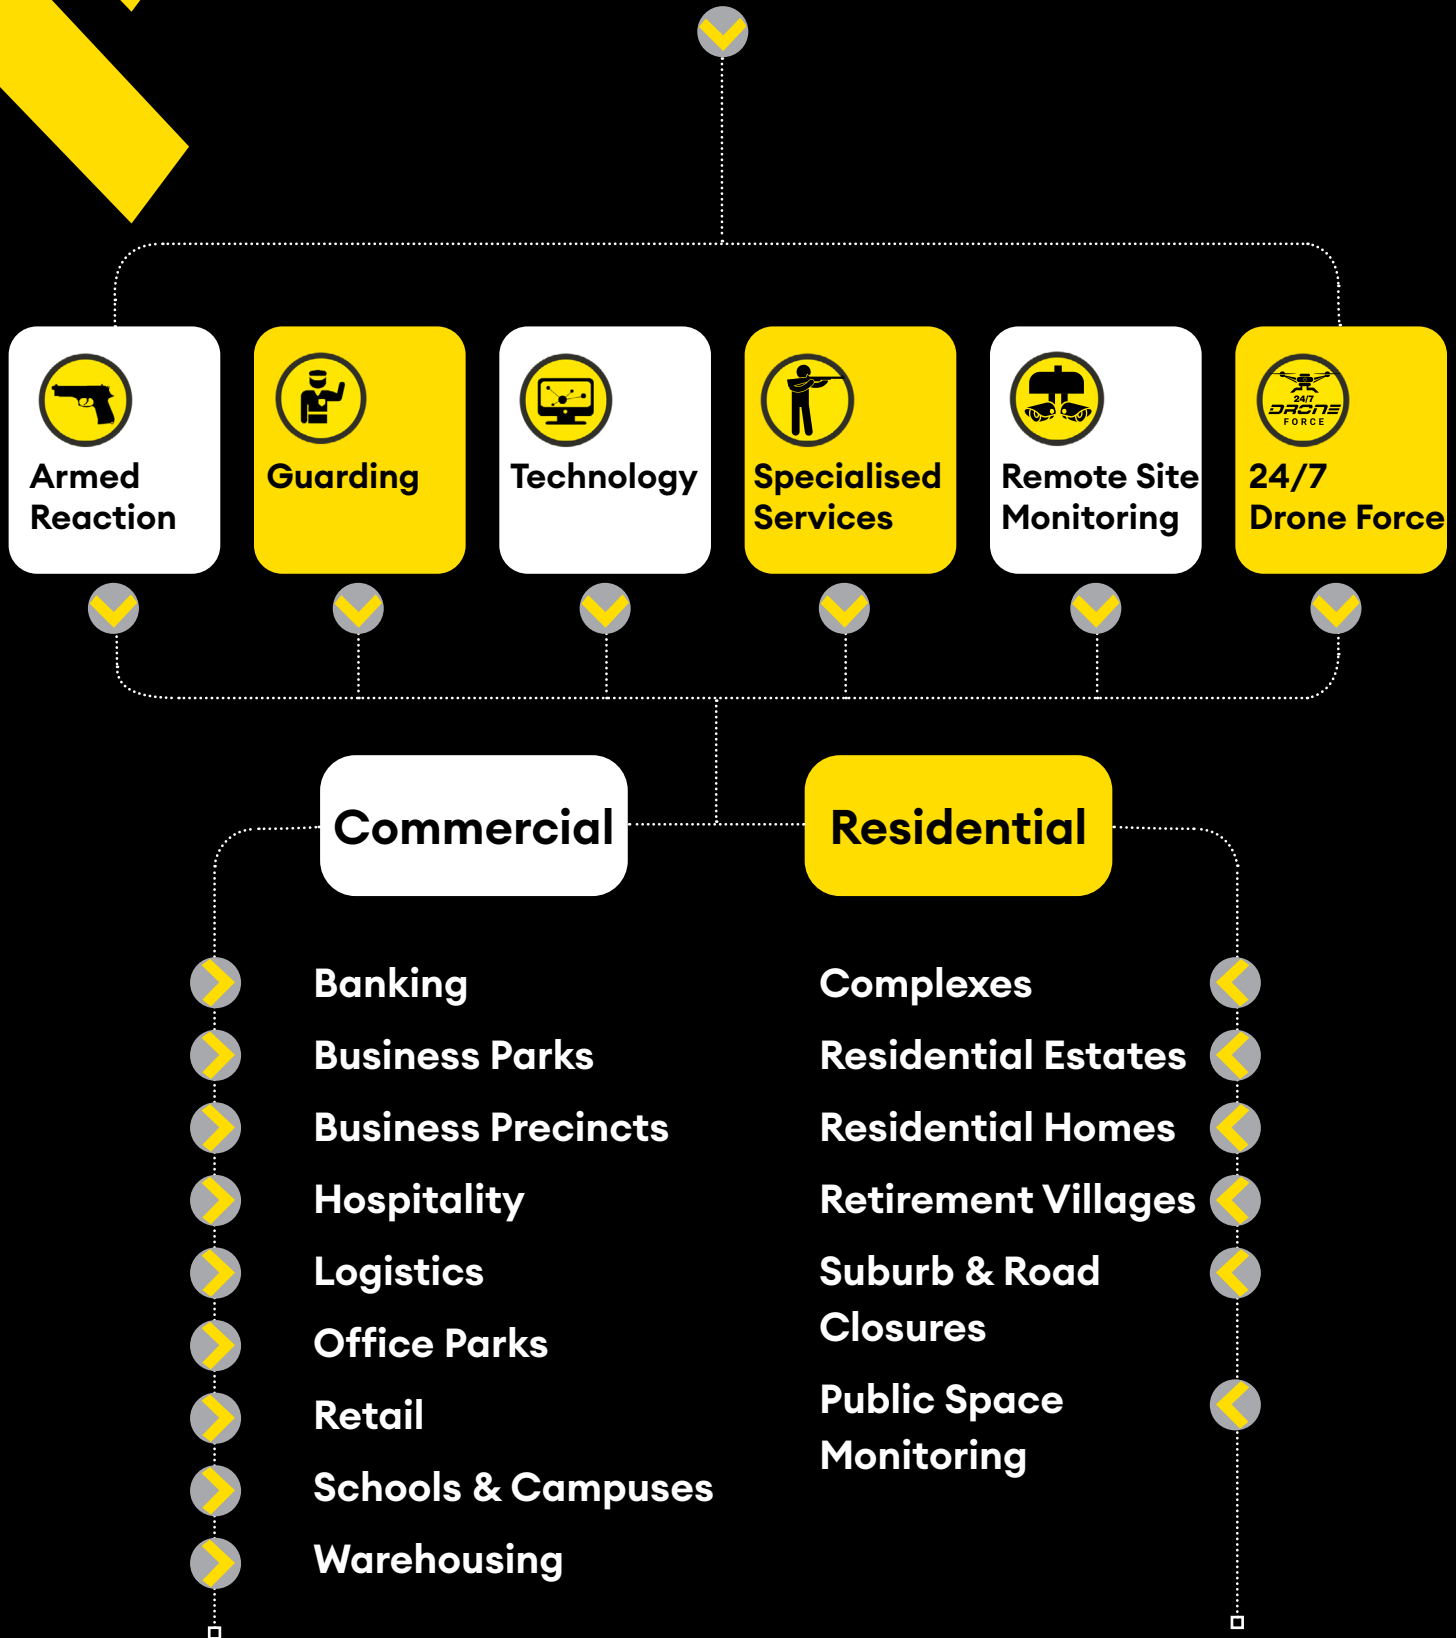 24/7
DRONE
FORCE
Armed
Reaction
Guarding
Technology
Specialised
Services
Remote Site
Monitoring
24/7
Drone Force
Commercial
Residential
Banking
Business Parks
Business Precincts
Hospitality
Logistics
Office Parks
Retail
Schools & Campuses
Warehousing
Complexes
Residential Estates
Residential Homes
Retirement Villages
Suburb & Road
Closures
Public Space
Monitoring